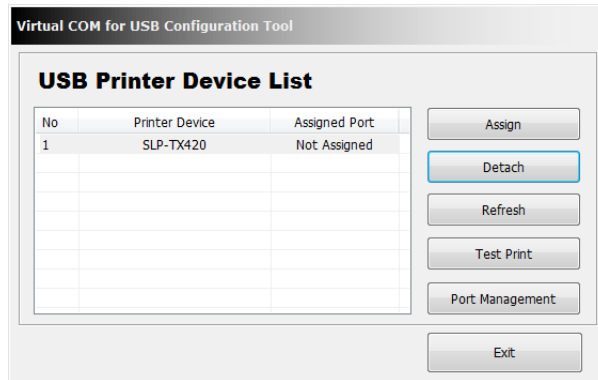 Virtual COM for USB Configuration Tool
USB Printer Device List
No Printer Device Assigned Port
1 SLP-TX420 Not Assigned
Assign
Detach
Refresh
Test Print
Port Management
Exit